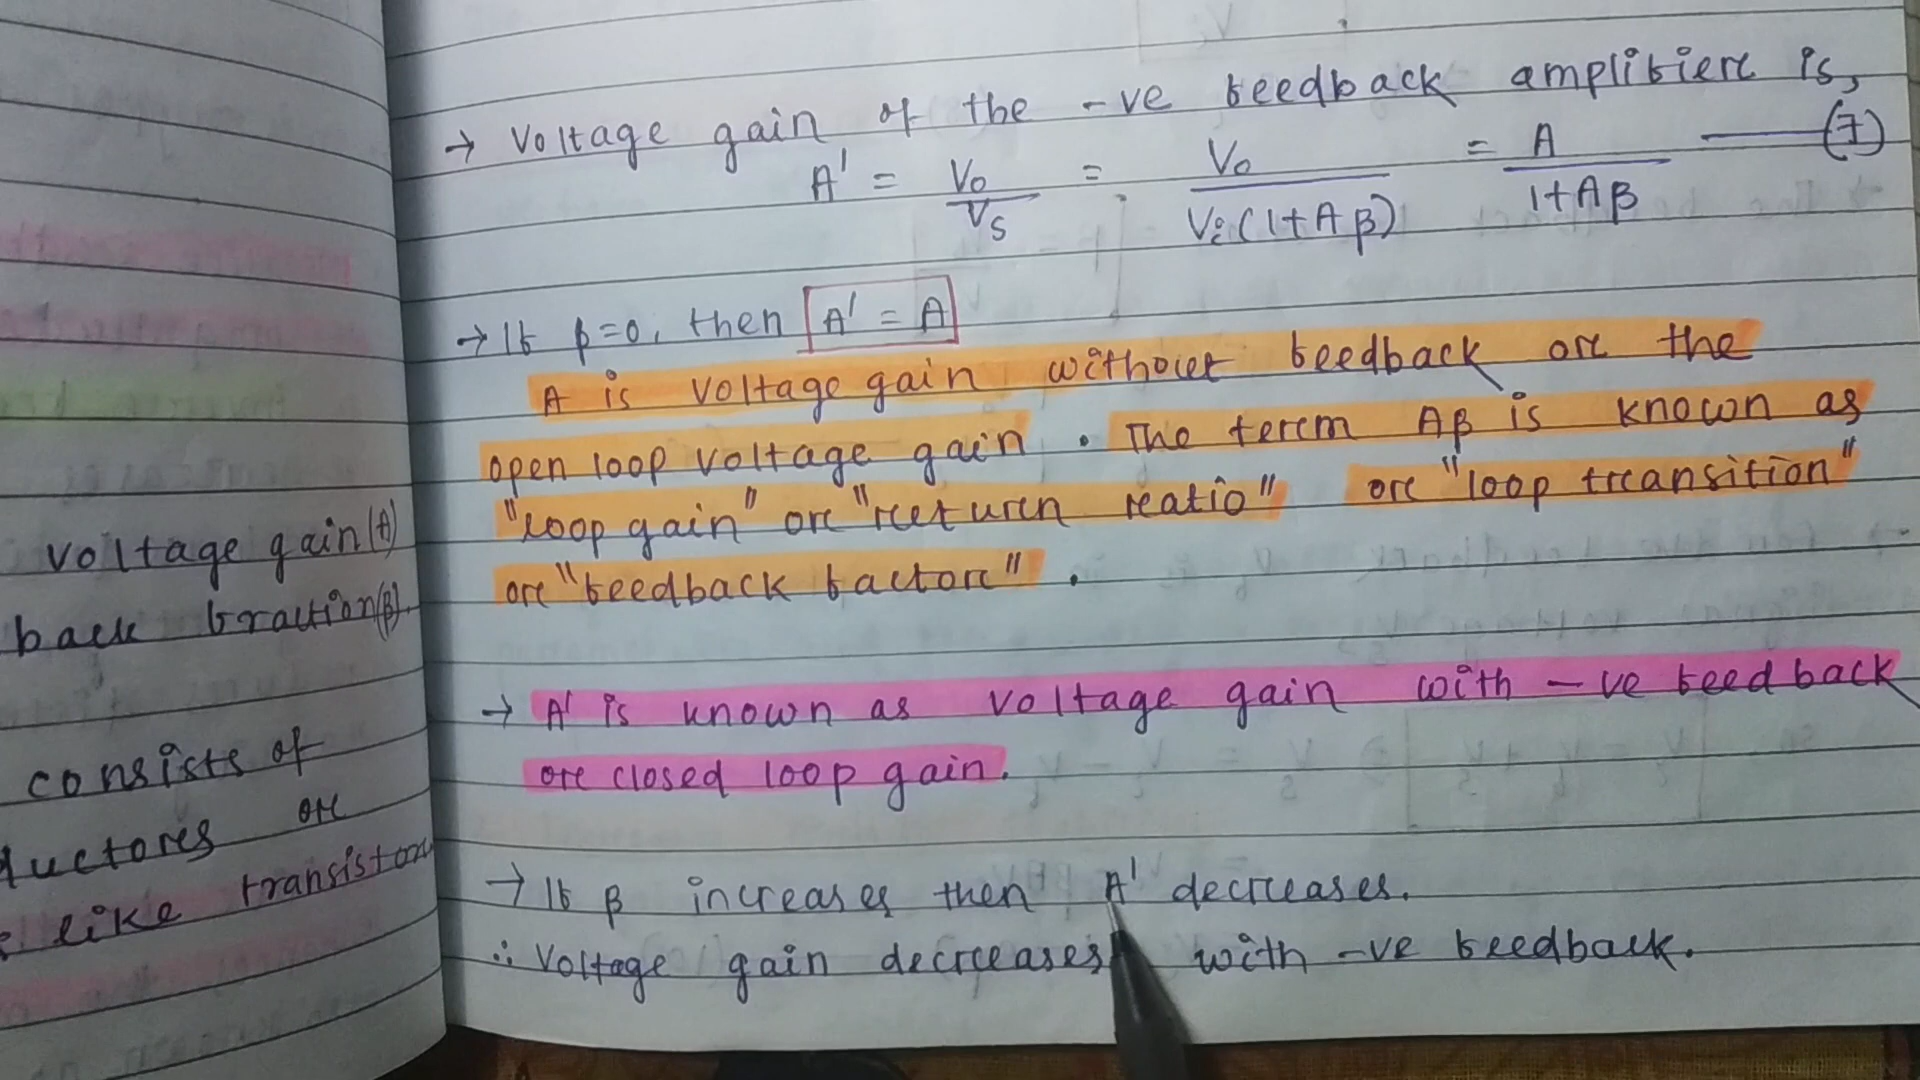 voltage gain(A)
back fraction(β).
consists of
ductors or
like transistor
→ Voltage gain of the -ve feedback amplifier is,
A' = Vo/Vs = Vo/Vi(1+Aβ) = A/1+Aβ —— (7)
→ If β=0, then A' = A
A is voltage gain without feedback or the
open loop voltage gain . The term Aβ is known as
"loop gain" or "return ratio" or "loop transition"
or "feedback factor" .
→ A' is known as voltage gain with -ve feedback
or closed loop gain.
→ If β increases then A' decreases.
∴ Voltage gain decreases with -ve feedback.